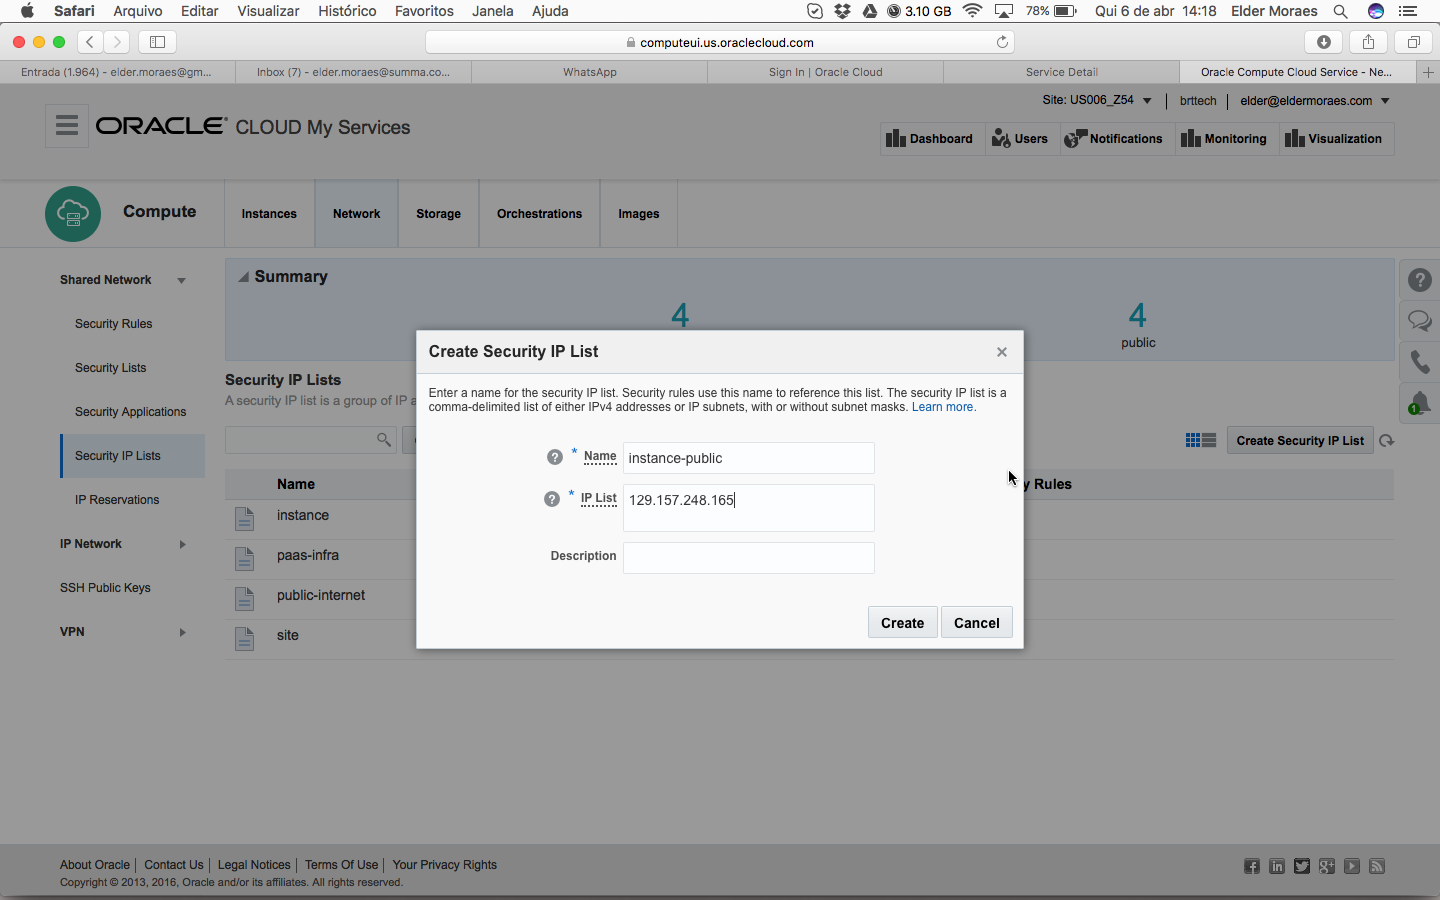 Safari Arquivo Editar Visualizar Histórico Favoritos Janela Ajuda 3.10 GB 78% Qui 6 de abr 14:18 Elder Moraes
computeui.us.oraclecloud.com
Entrada (1.964) - elder.moraes@gm... Inbox (7) - elder.moraes@summa.co... WhatsApp Sign In | Oracle Cloud Service Detail Oracle Compute Cloud Service - Ne...
Site: US006_Z54 brttech elder@eldermoraes.com
ORACLE CLOUD My Services
Dashboard Users Notifications Monitoring Visualization
Compute Instances Network Storage Orchestrations Images
Shared Network
Security Rules
Security Lists
Security Applications
Security IP Lists
IP Reservations
IP Network
SSH Public Keys
VPN
Summary
4 4
public
Security IP Lists
A security IP list is a group of IP a
Create Security IP List
Name y Rules
instance
paas-infra
public-internet
site
Create Security IP List
Enter a name for the security IP list. Security rules use this name to reference this list. The security IP list is a
comma-delimited list of either IPv4 addresses or IP subnets, with or without subnet masks. Learn more.
* Name instance-public
* IP List 129.157.248.165
Description
Create Cancel
1
About Oracle Contact Us Legal Notices Terms Of Use Your Privacy Rights
Copyright © 2013, 2016, Oracle and/or its affiliates. All rights reserved.